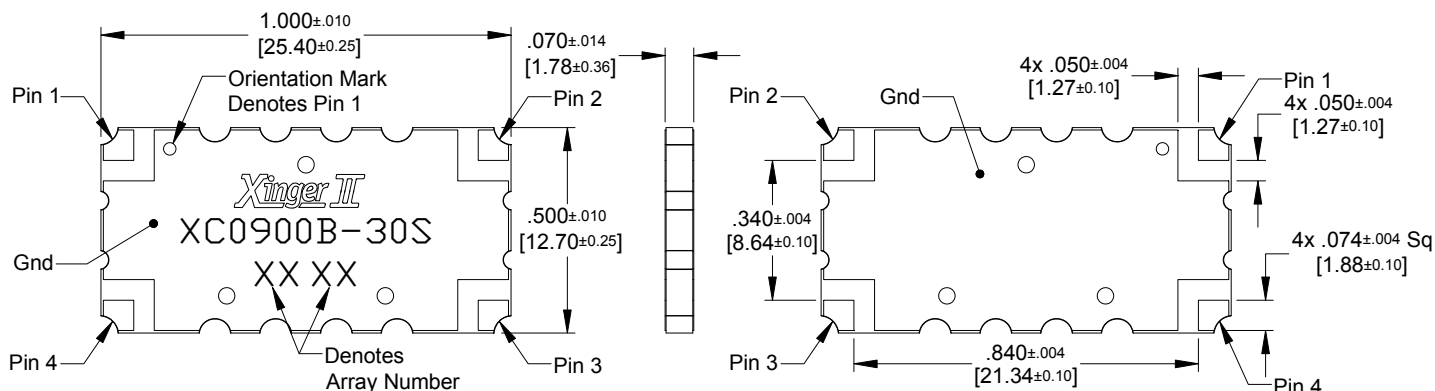 1.000±.010
[25.40±0.25]
Orientation Mark
Denotes Pin 1
Pin 1
Pin 2
Xinger II
XC0900B-30S
XX XX
Gnd
Pin 4
Pin 3
Denotes
Array Number
.500±.010
[12.70±0.25]
.070±.014
[1.78±0.36]
Pin 2
Gnd
4x .050±.004
[1.27±0.10]
Pin 1
4x .050±.004
[1.27±0.10]
.340±.004
[8.64±0.10]
4x .074±.004 Sq
[1.88±0.10]
Pin 3
.840±.004
[21.34±0.10]
Pin 4